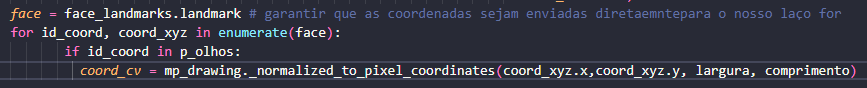 face = face_landmarks.landmark # garantir que as coordenadas sejam enviadas diretaemntepara o nosso laço for
for id_coord, coord_xyz in enumerate(face):
if id_coord in p_olhos:
coord_cv = mp_drawing._normalized_to_pixel_coordinates(coord_xyz.x,coord_xyz.y, largura, comprimento)